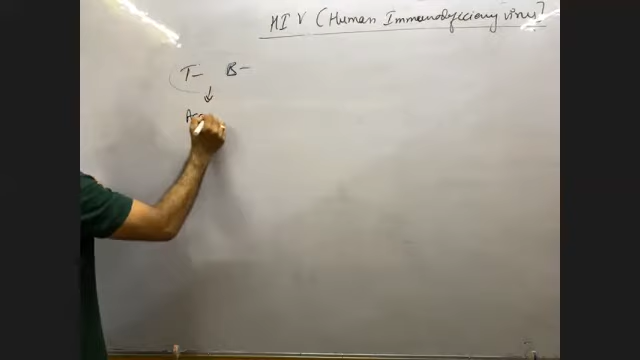 HIV (Human Immunodeficiency virus)
T- B-
A-